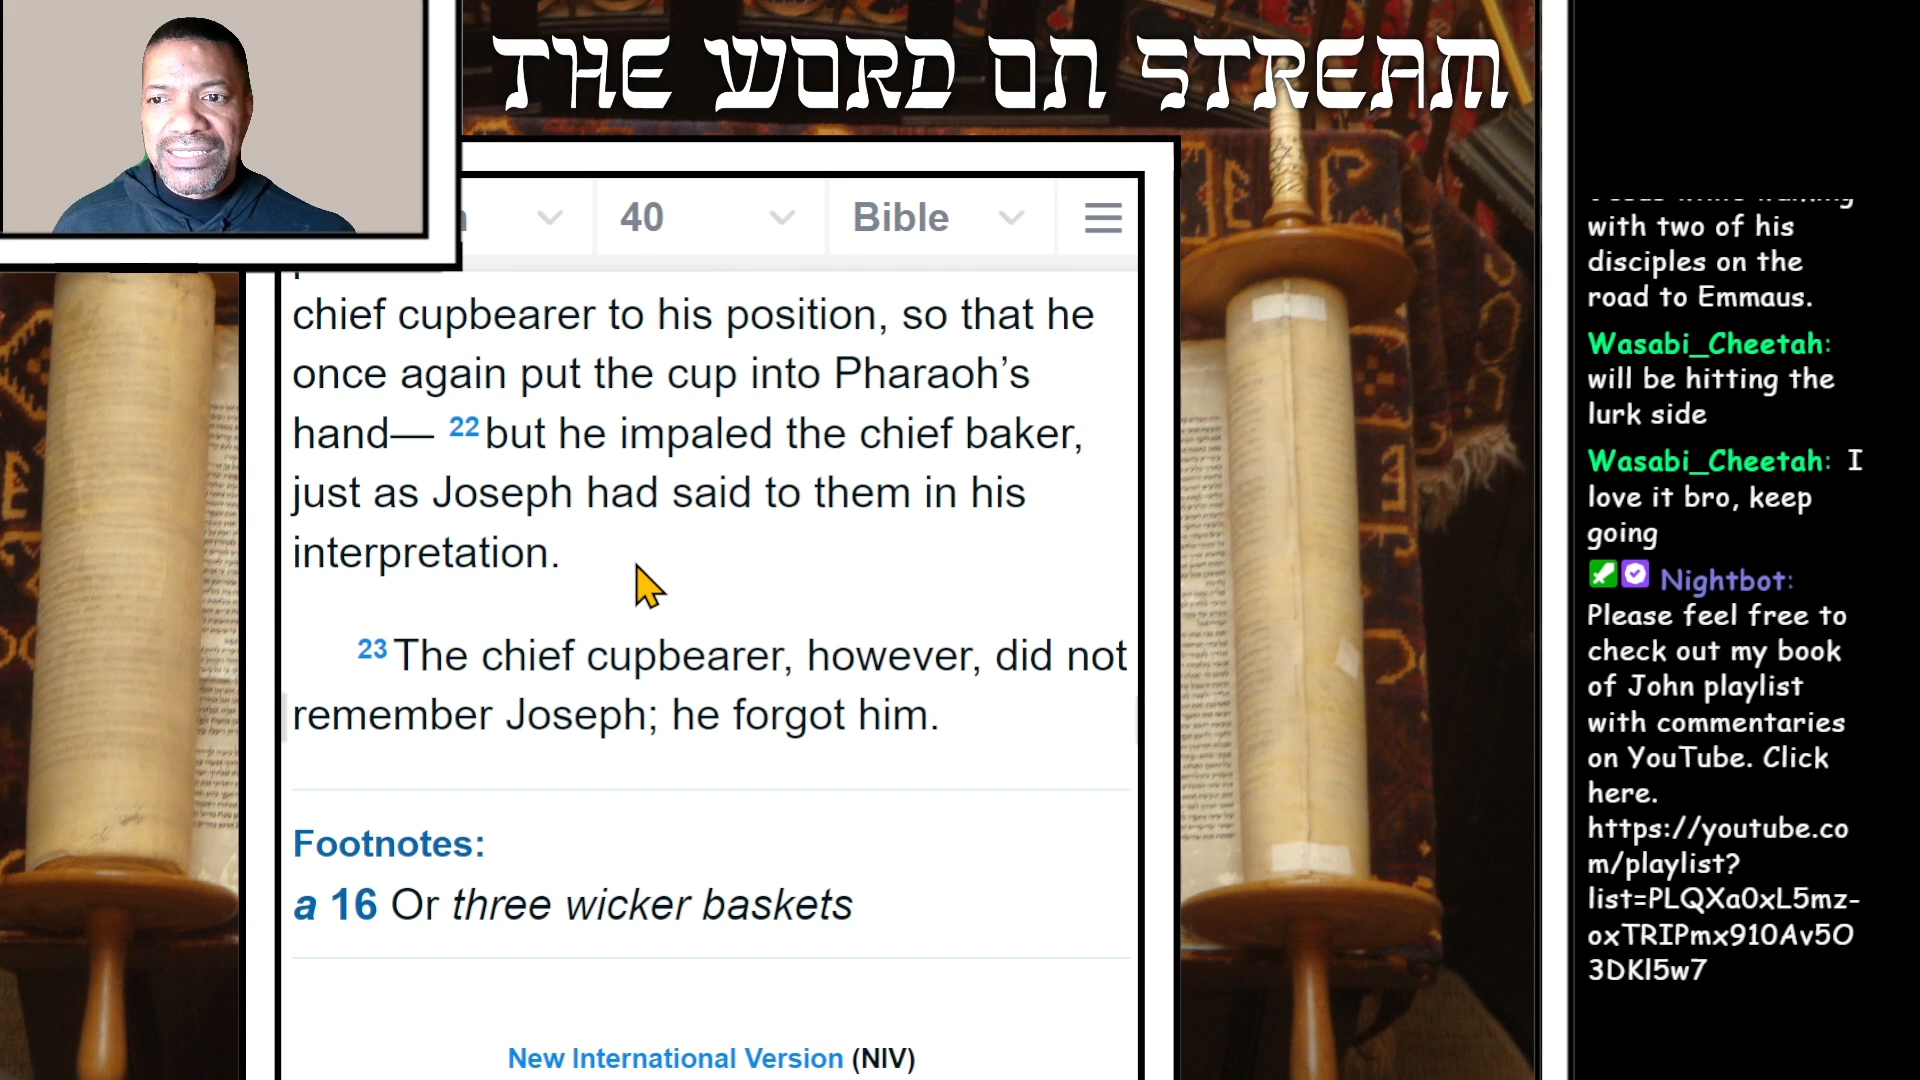 THE WORD ON STREAM
40
Bible
chief cupbearer to his position, so that he
once again put the cup into Pharaoh’s
hand— 22 but he impaled the chief baker,
just as Joseph had said to them in his
interpretation.
23 The chief cupbearer, however, did not
remember Joseph; he forgot him.
Footnotes:
a 16 Or three wicker baskets
New International Version (NIV)
with two of his
disciples on the
road to Emmaus.
Wasabi_Cheetah:
will be hitting the
lurk side
Wasabi_Cheetah: I
love it bro, keep
going
Nightbot:
Please feel free to
check out my book
of John playlist
with commentaries
on YouTube. Click
here.
https://youtube.co
m/playlist?
list=PLQXa0xL5mz-
oxTRIPmx910Av5O
3DKl5w7